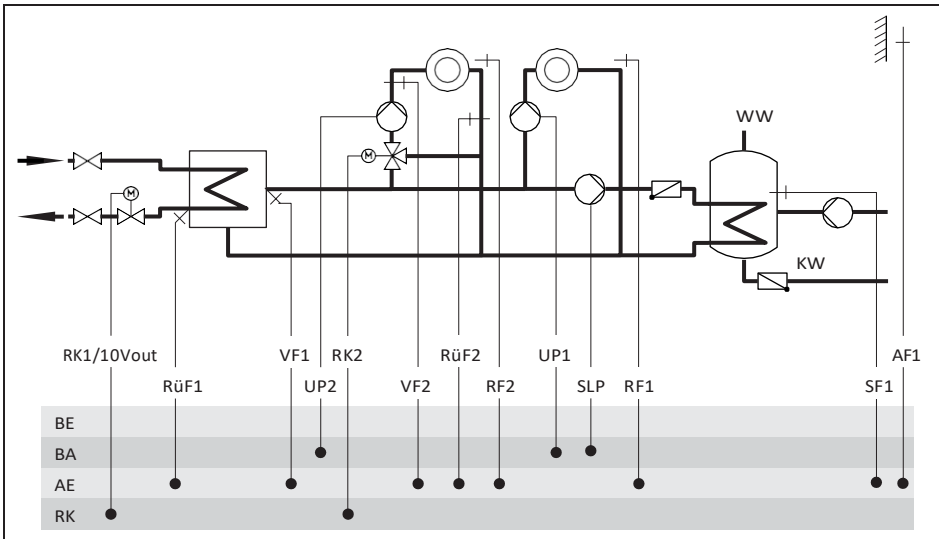 WW
KW
RK1/10Vout
VF1
RK2
RüF2
UP1
AF1
RüF1
UP2
VF2
RF2
SLP
RF1
SF1
BE
BA
AE
RK
M
M